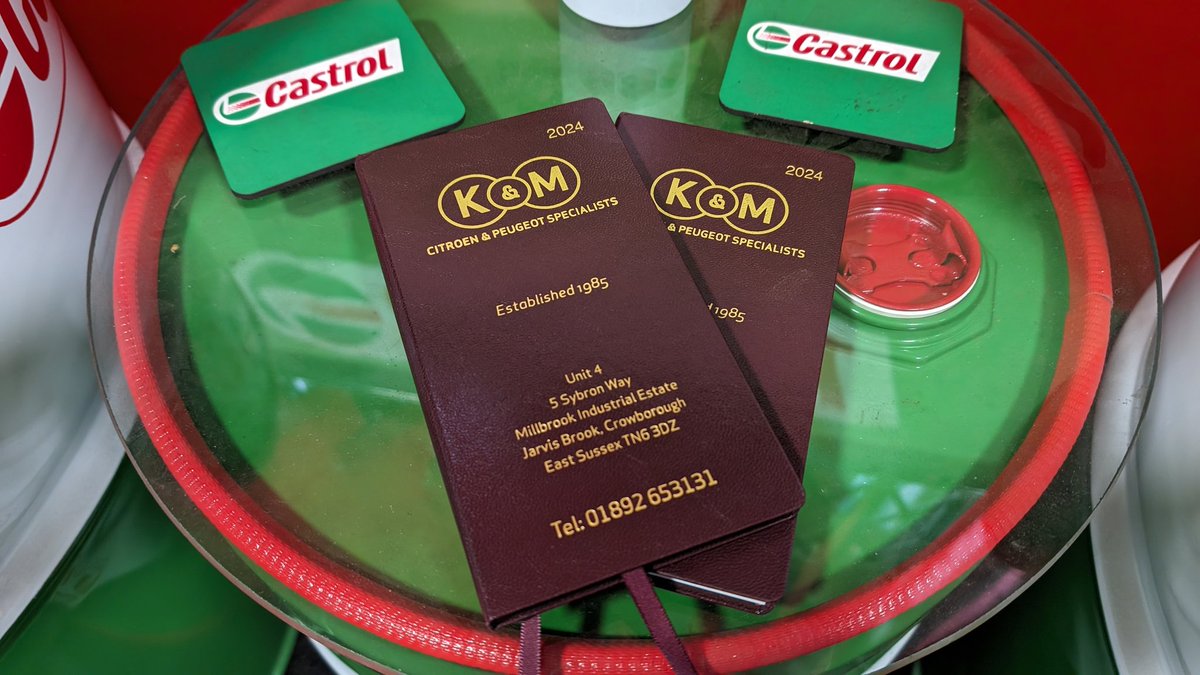 Castrol
Castrol
2024
K&M
CITROEN & PEUGEOT SPECIALISTS
Established 1985
Unit 4
5 Sybron Way
Millbrook Industrial Estate
Jarvis Brook, Crowborough
East Sussex TN6 3DZ
Tel: 01892 653131
2024
K&M
& PEUGEOT SPECIALISTS
1985